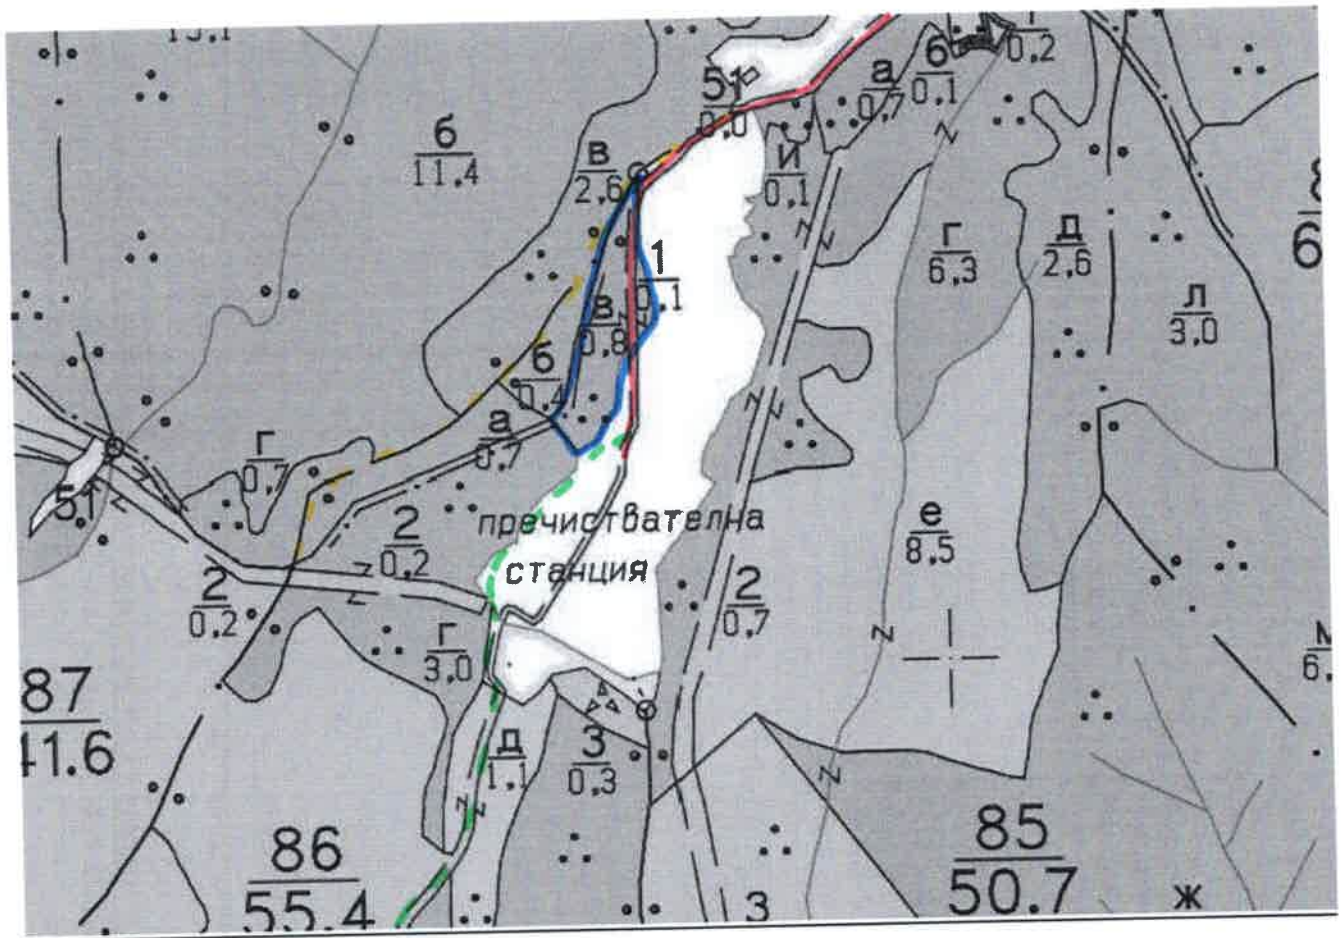 51
0,0
а
0,7
б
0,1
0,2
б
11,4
в
2,6
и
0,1
г
6,3
д
2,6
6
1
0,1
л
3,0
в
0,8
б
0,4
а
0,7
г
0,7
51
2
0,2
пречиствателна
станция
е
8,5
2
0,2
2
0,7
г
3,0
м
6,
87
41.6
д
1,1
3
0,3
86
55.4
85
50.7
ж
3